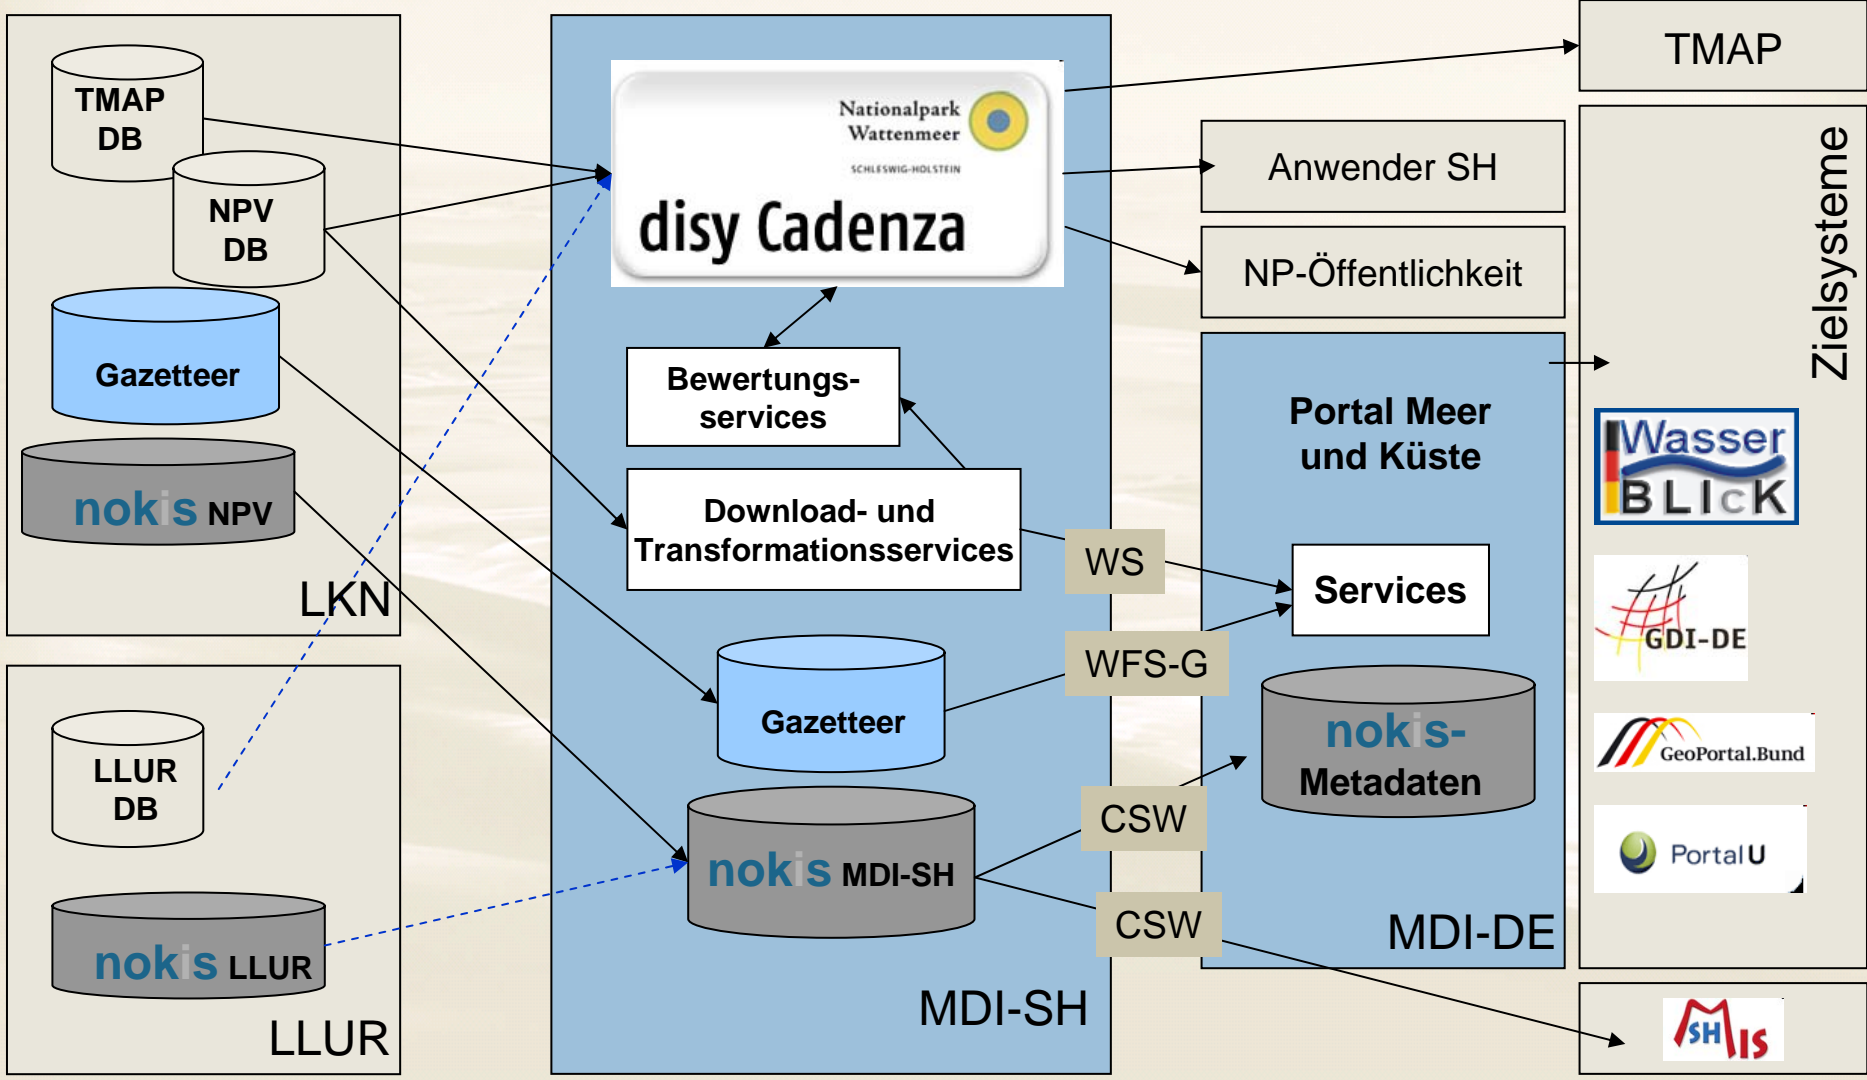 TMAP
DB
NPV
DB
Gazetteer
nokis NPV
LKN
LLUR
DB
nokis LLUR
LLUR
Nationalpark
Wattenmeer
SCHLESWIG-HOLSTEIN
disy Cadenza
Bewertungs-
services
Download- und
Transformationsservices
Gazetteer
nokis MDI-SH
MDI-SH
WS
WFS-G
CSW
CSW
TMAP
Anwender SH
NP-Öffentlichkeit
Portal Meer
und Küste
Services
nokis-
Metadaten
MDI-DE
Zielsysteme
Wasser
BLIcK
GDI-DE
GeoPortal.Bund
Portal U
SH MIS